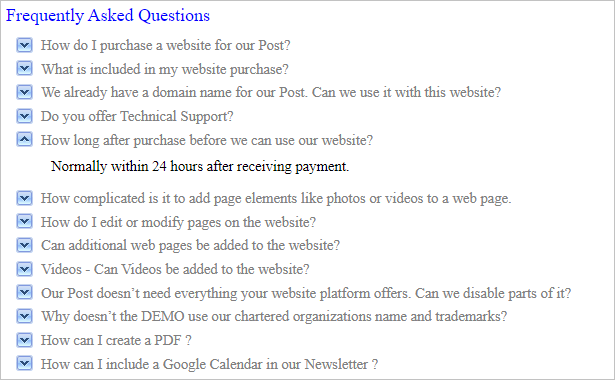 Frequently Asked Questions
How do I purchase a website for our Post?
What is included in my website purchase?
We already have a domain name for our Post. Can we use it with this website?
Do you offer Technical Support?
How long after purchase before we can use our website?
Normally within 24 hours after receiving payment.
How complicated is it to add page elements like photos or videos to a web page.
How do I edit or modify pages on the website?
Can additional web pages be added to the website?
Videos - Can Videos be added to the website?
Our Post doesn’t need everything your website platform offers. Can we disable parts of it?
Why doesn’t the DEMO use our chartered organizations name and trademarks?
How can I create a PDF ?
How can I include a Google Calendar in our Newsletter ?